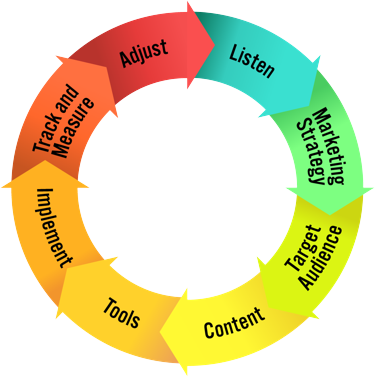 Listen
Marketing
Strategy
Target
Audience
Content
Tools
Implement
Track and
Measure
Adjust